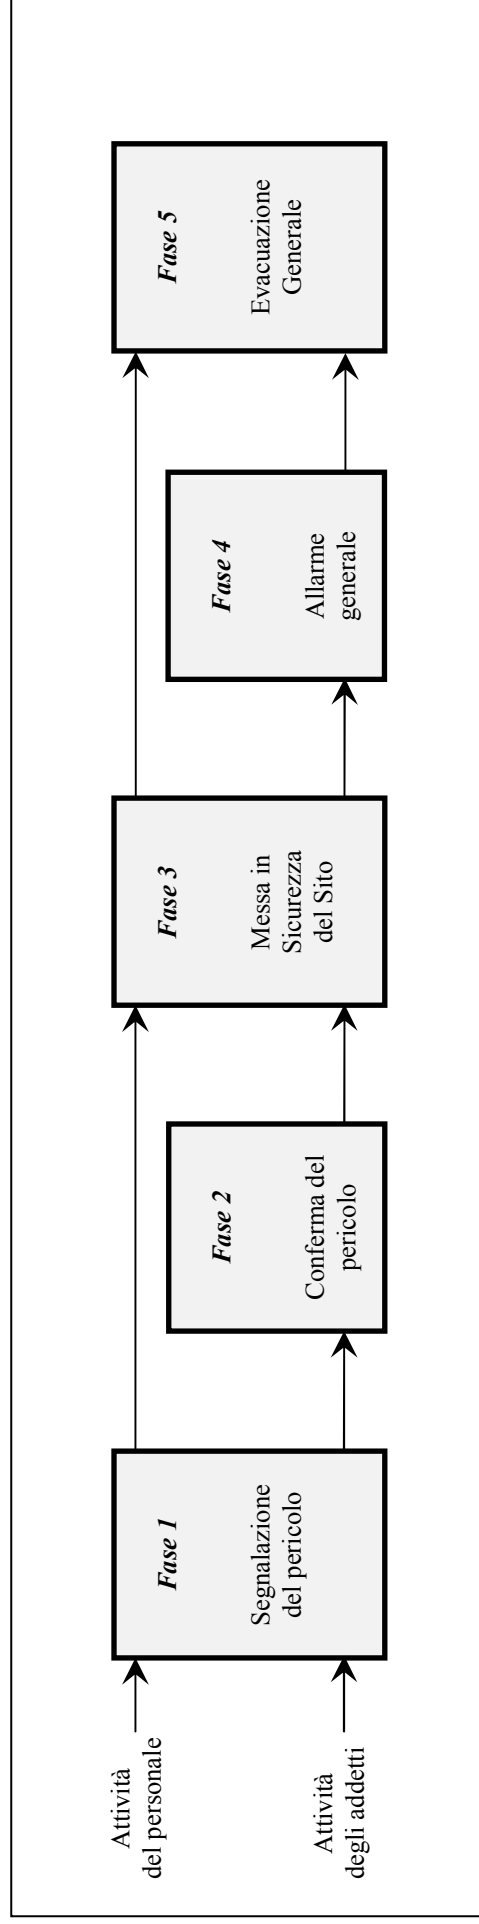 Attività
del personale
Attività
degli addetti
Fase 1
Segnalazione
del pericolo
Fase 2
Conferma del
pericolo
Fase 3
Messa in
Sicurezza
del Sito
Fase 4
Allarme
generale
Fase 5
Evacuazione
Generale